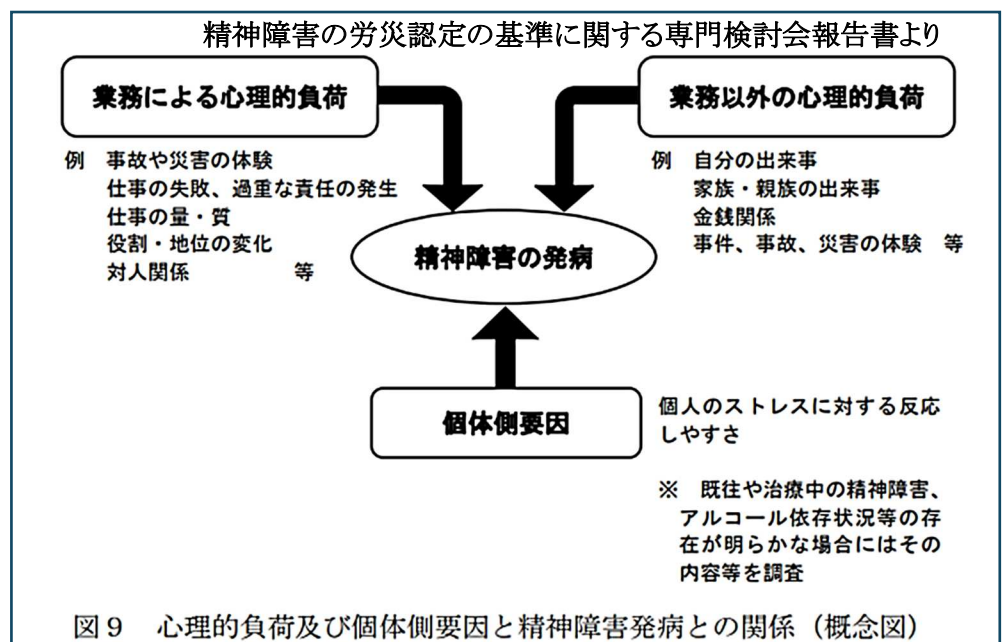 精神障害の労災認定の基準に関する専門検討会報告書より
業務による心理的負荷
例　事故や災害の体験
仕事の失敗、過重な責任の発生
仕事の量・質
役割・地位の変化
対人関係　　　　　等
業務以外の心理的負荷
例　自分の出来事
家族・親族の出来事
金銭関係
事件、事故、災害の体験　等
精神障害の発病
個体側要因
個人のストレスに対する反応
しやすさ
※　既往や治療中の精神障害、
アルコール依存状況等の存
在が明らかな場合にはその
内容等を調査
図9　心理的負荷及び個体側要因と精神障害発病との関係（概念図）